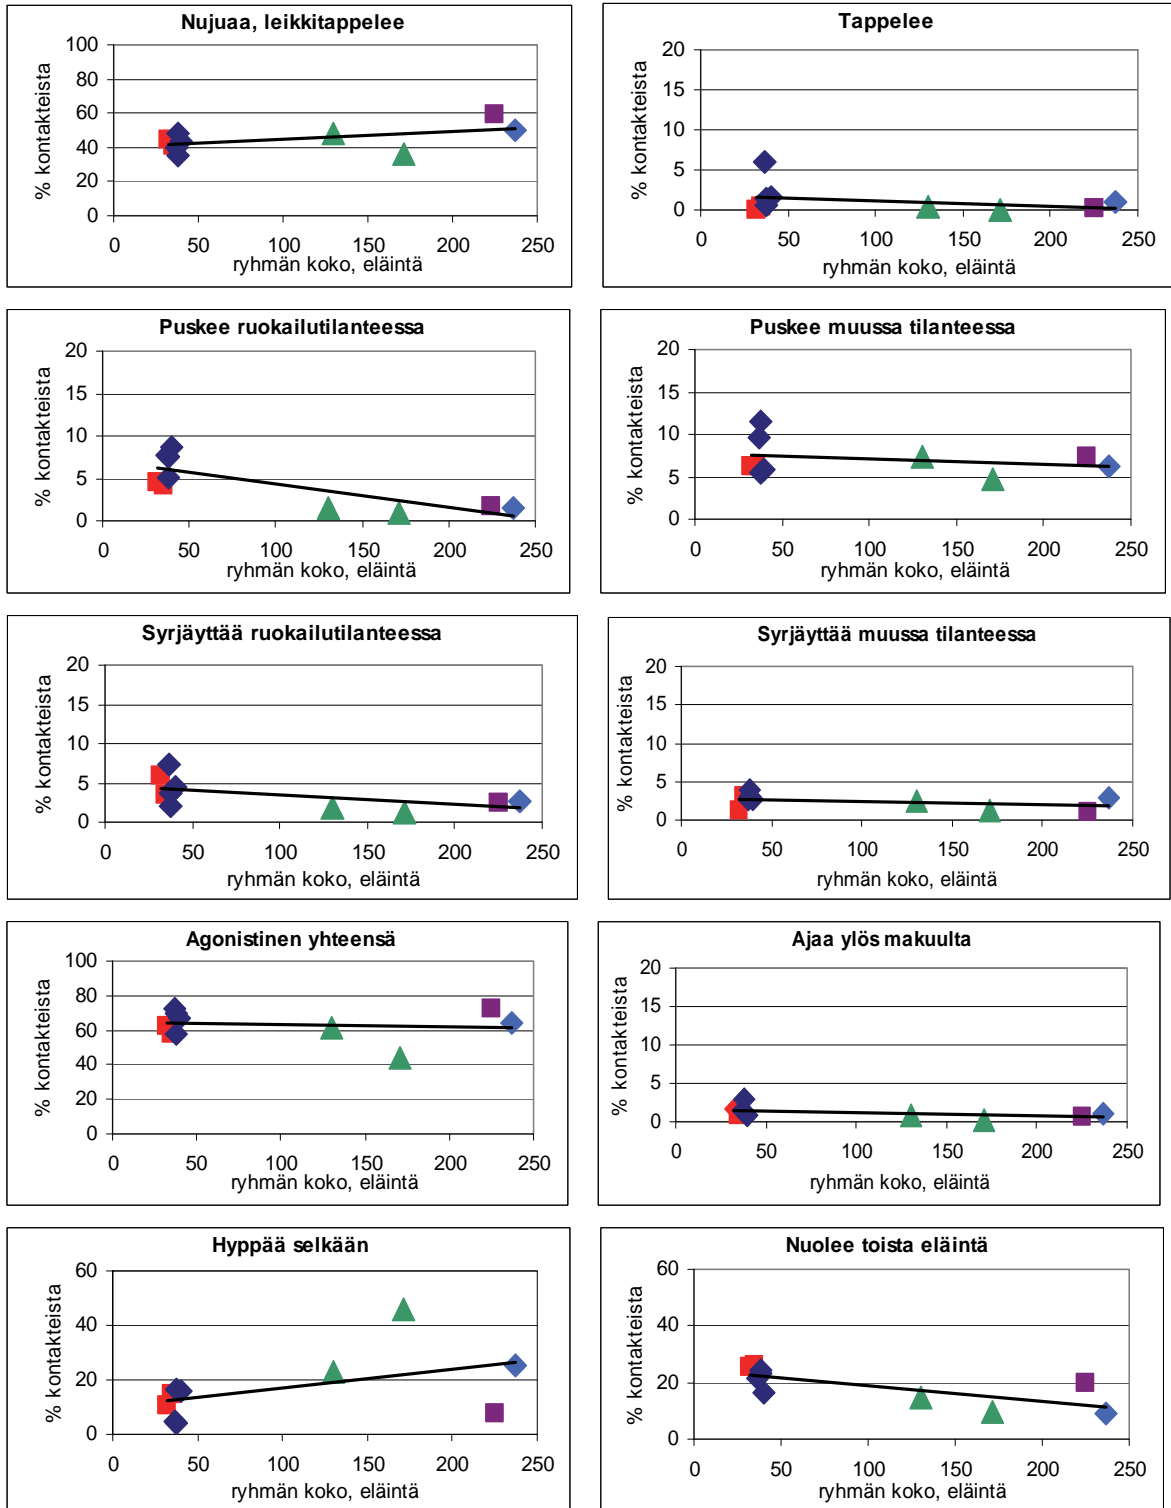 Nujuaa, leikkitappelee
% kontakteista
100
80
60
40
20
0
0 50 100 150 200 250
ryhmän koko, eläintä
Tappelee
% kontakteista
20
15
10
5
0
0 50 100 150 200 250
ryhmän koko, eläintä
Puskee ruokailutilanteessa
% kontakteista
20
15
10
5
0
0 50 100 150 200 250
ryhmän koko, eläintä
Puskee muussa tilanteessa
% kontakteista
20
15
10
5
0
0 50 100 150 200 250
ryhmän koko, eläintä
Syrjäyttää ruokailutilanteessa
% kontakteista
20
15
10
5
0
0 50 100 150 200 250
ryhmän koko, eläintä
Syrjäyttää muussa tilanteessa
% kontakteista
20
15
10
5
0
0 50 100 150 200 250
ryhmän koko, eläintä
Agonistinen yhteensä
% kontakteista
100
80
60
40
20
0
0 50 100 150 200 250
ryhmän koko, eläintä
Ajaa ylös makuulta
% kontakteista
20
15
10
5
0
0 50 100 150 200 250
ryhmän koko, eläintä
Hyppää selkään
% kontakteista
60
40
20
0
0 50 100 150 200 250
ryhmän koko, eläintä
Nuolee toista eläintä
% kontakteista
60
40
20
0
0 50 100 150 200 250
ryhmän koko, eläintä